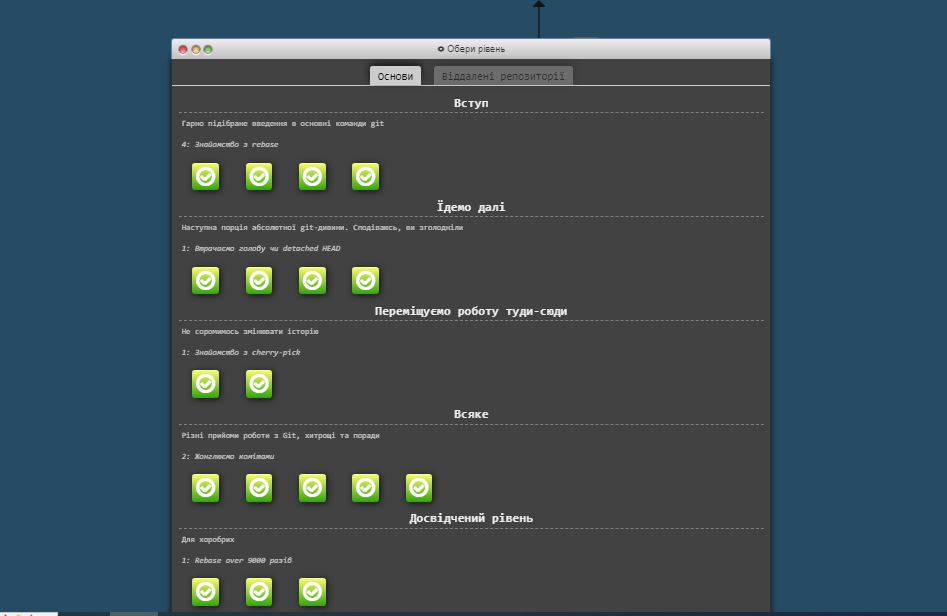 Обери рівень
Основи Віддалені репозиторії
Вступ
Гарно підібране введення в основні команди git
4: Знайомство з rebase
Їдемо далі
Наступна порція абсолютної git-дивини. Сподіваюсь, ви зголодніли
1: Втрачаємо голову чи detached HEAD
Переміщуємо роботу туди-сюди
Не соромимось змінювати історію
1: Знайомство з cherry-pick
Всяке
Різні прийоми роботи з Git, хитрощі та поради
2: Жонглюємо комітами
Досвідчений рівень
Для хоробрих
1: Rebase over 9000 разів